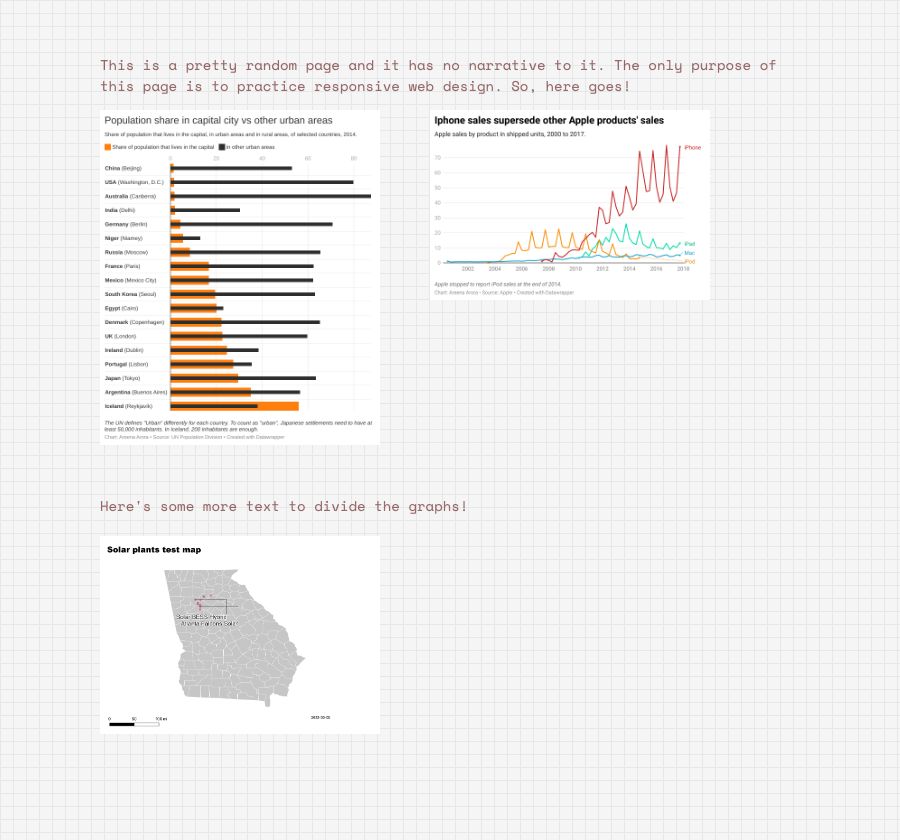 This is a pretty random page and it has no narrative to it. The only purpose of
this page is to practice responsive web design. So, here goes!
Population share in capital city vs other urban areas
Share of population that lives in the capital, in urban areas and in rural areas, of selected countries, 2014.
Share of population that lives in the capital In other urban areas
0 20 40 60 80
China (Beijing)
USA (Washington, D.C.)
Australia (Canberra)
India (Delhi)
Germany (Berlin)
Niger (Niamey)
Russia (Moscow)
France (Paris)
Mexico (Mexico City)
South Korea (Seoul)
Egypt (Cairo)
Denmark (Copenhagen)
UK (London)
Ireland (Dublin)
Portugal (Lisbon)
Japan (Tokyo)
Argentina (Buenos Aires)
Iceland (Reykjavik)
The UN defines "Urban" differently for each country. To count as "urban", Japanese settlements need to have at
least 50,000 inhabitants. In Iceland, 200 inhabitants are enough.
Chart: Amena Amra • Source: UN Population Division • Created with Datawrapper
Iphone sales supersede other Apple products' sales
Apple sales by product in shipped units, 2000 to 2017.
70
60
50
40
30
20
10
0
iPhone
iPad
Mac
iPod
2002 2004 2006 2008 2010 2012 2014 2016 2018
Apple stopped to report iPod sales at the end of 2014.
Source: Apple • Created with Datawrapper
Here's some more text to divide the graphs!
Solar plants test map
Solar BESS Hybrid
Atlanta Falcons Solar
0 50